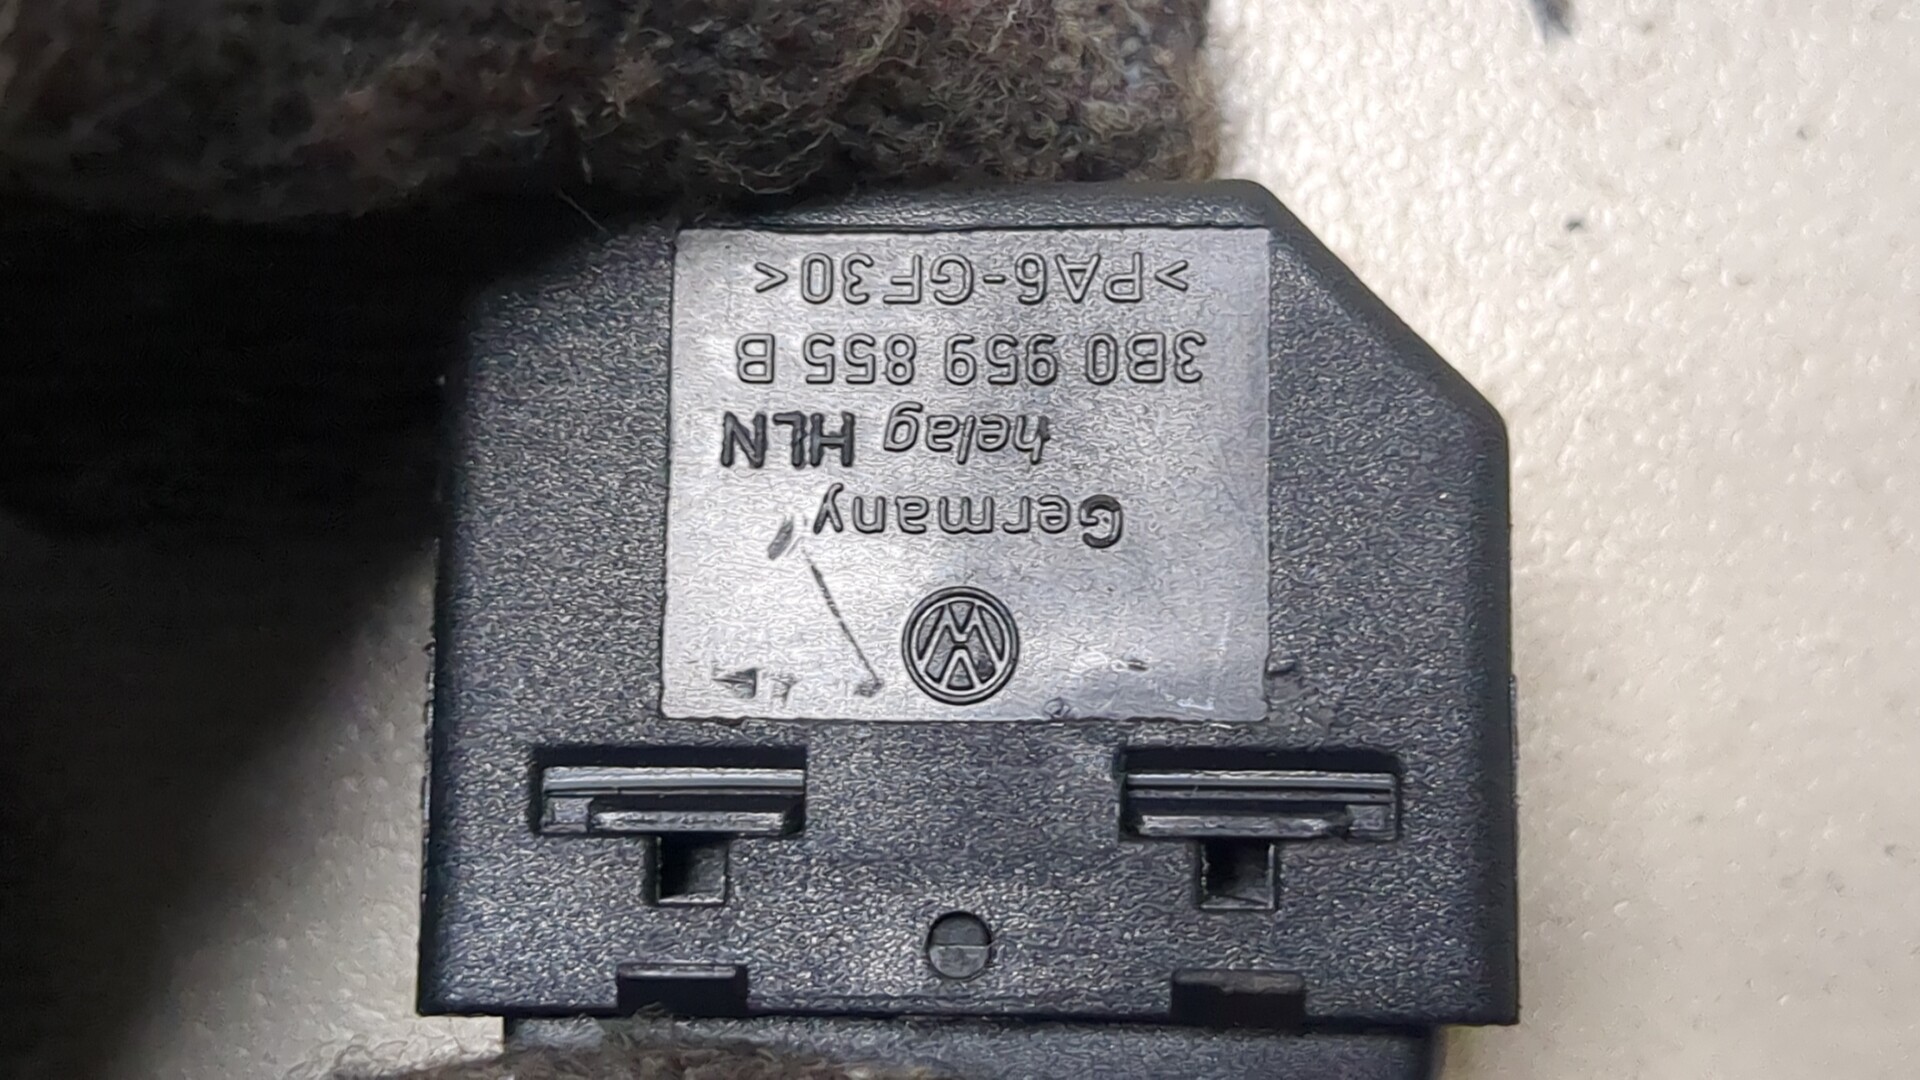 Germany
helag HLN
3B0 959 855 B
>PA6-GF30<